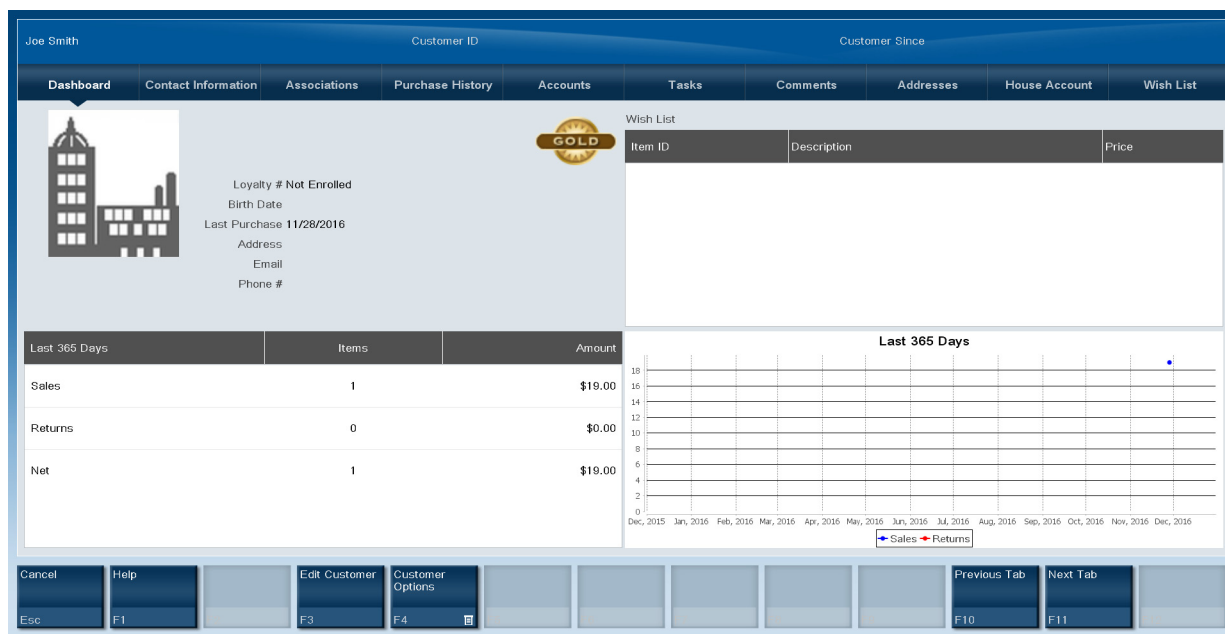 Joe Smith Customer ID Customer Since
Dashboard Contact Information Associations Purchase History Accounts Tasks Comments Addresses House Account Wish List
GOLD
Loyalty # Not Enrolled
Birth Date
Last Purchase 11/28/2016
Address
Email
Phone #
Wish List
Item ID Description Price
Last 365 Days Items Amount
Sales 1 $19.00
Returns 0 $0.00
Net 1 $19.00
Last 365 Days
18
16
14
12
10
8
6
4
2
0
Dec, 2015 Jan, 2016 Feb, 2016 Mar, 2016 Apr, 2016 May, 2016 Jun, 2016 Jul, 2016 Aug, 2016 Sep, 2016 Oct, 2016 Nov, 2016 Dec, 2016
Sales Returns
Cancel Help Edit Customer Customer Options Previous Tab Next Tab
Esc F1 F3 F4 F10 F11